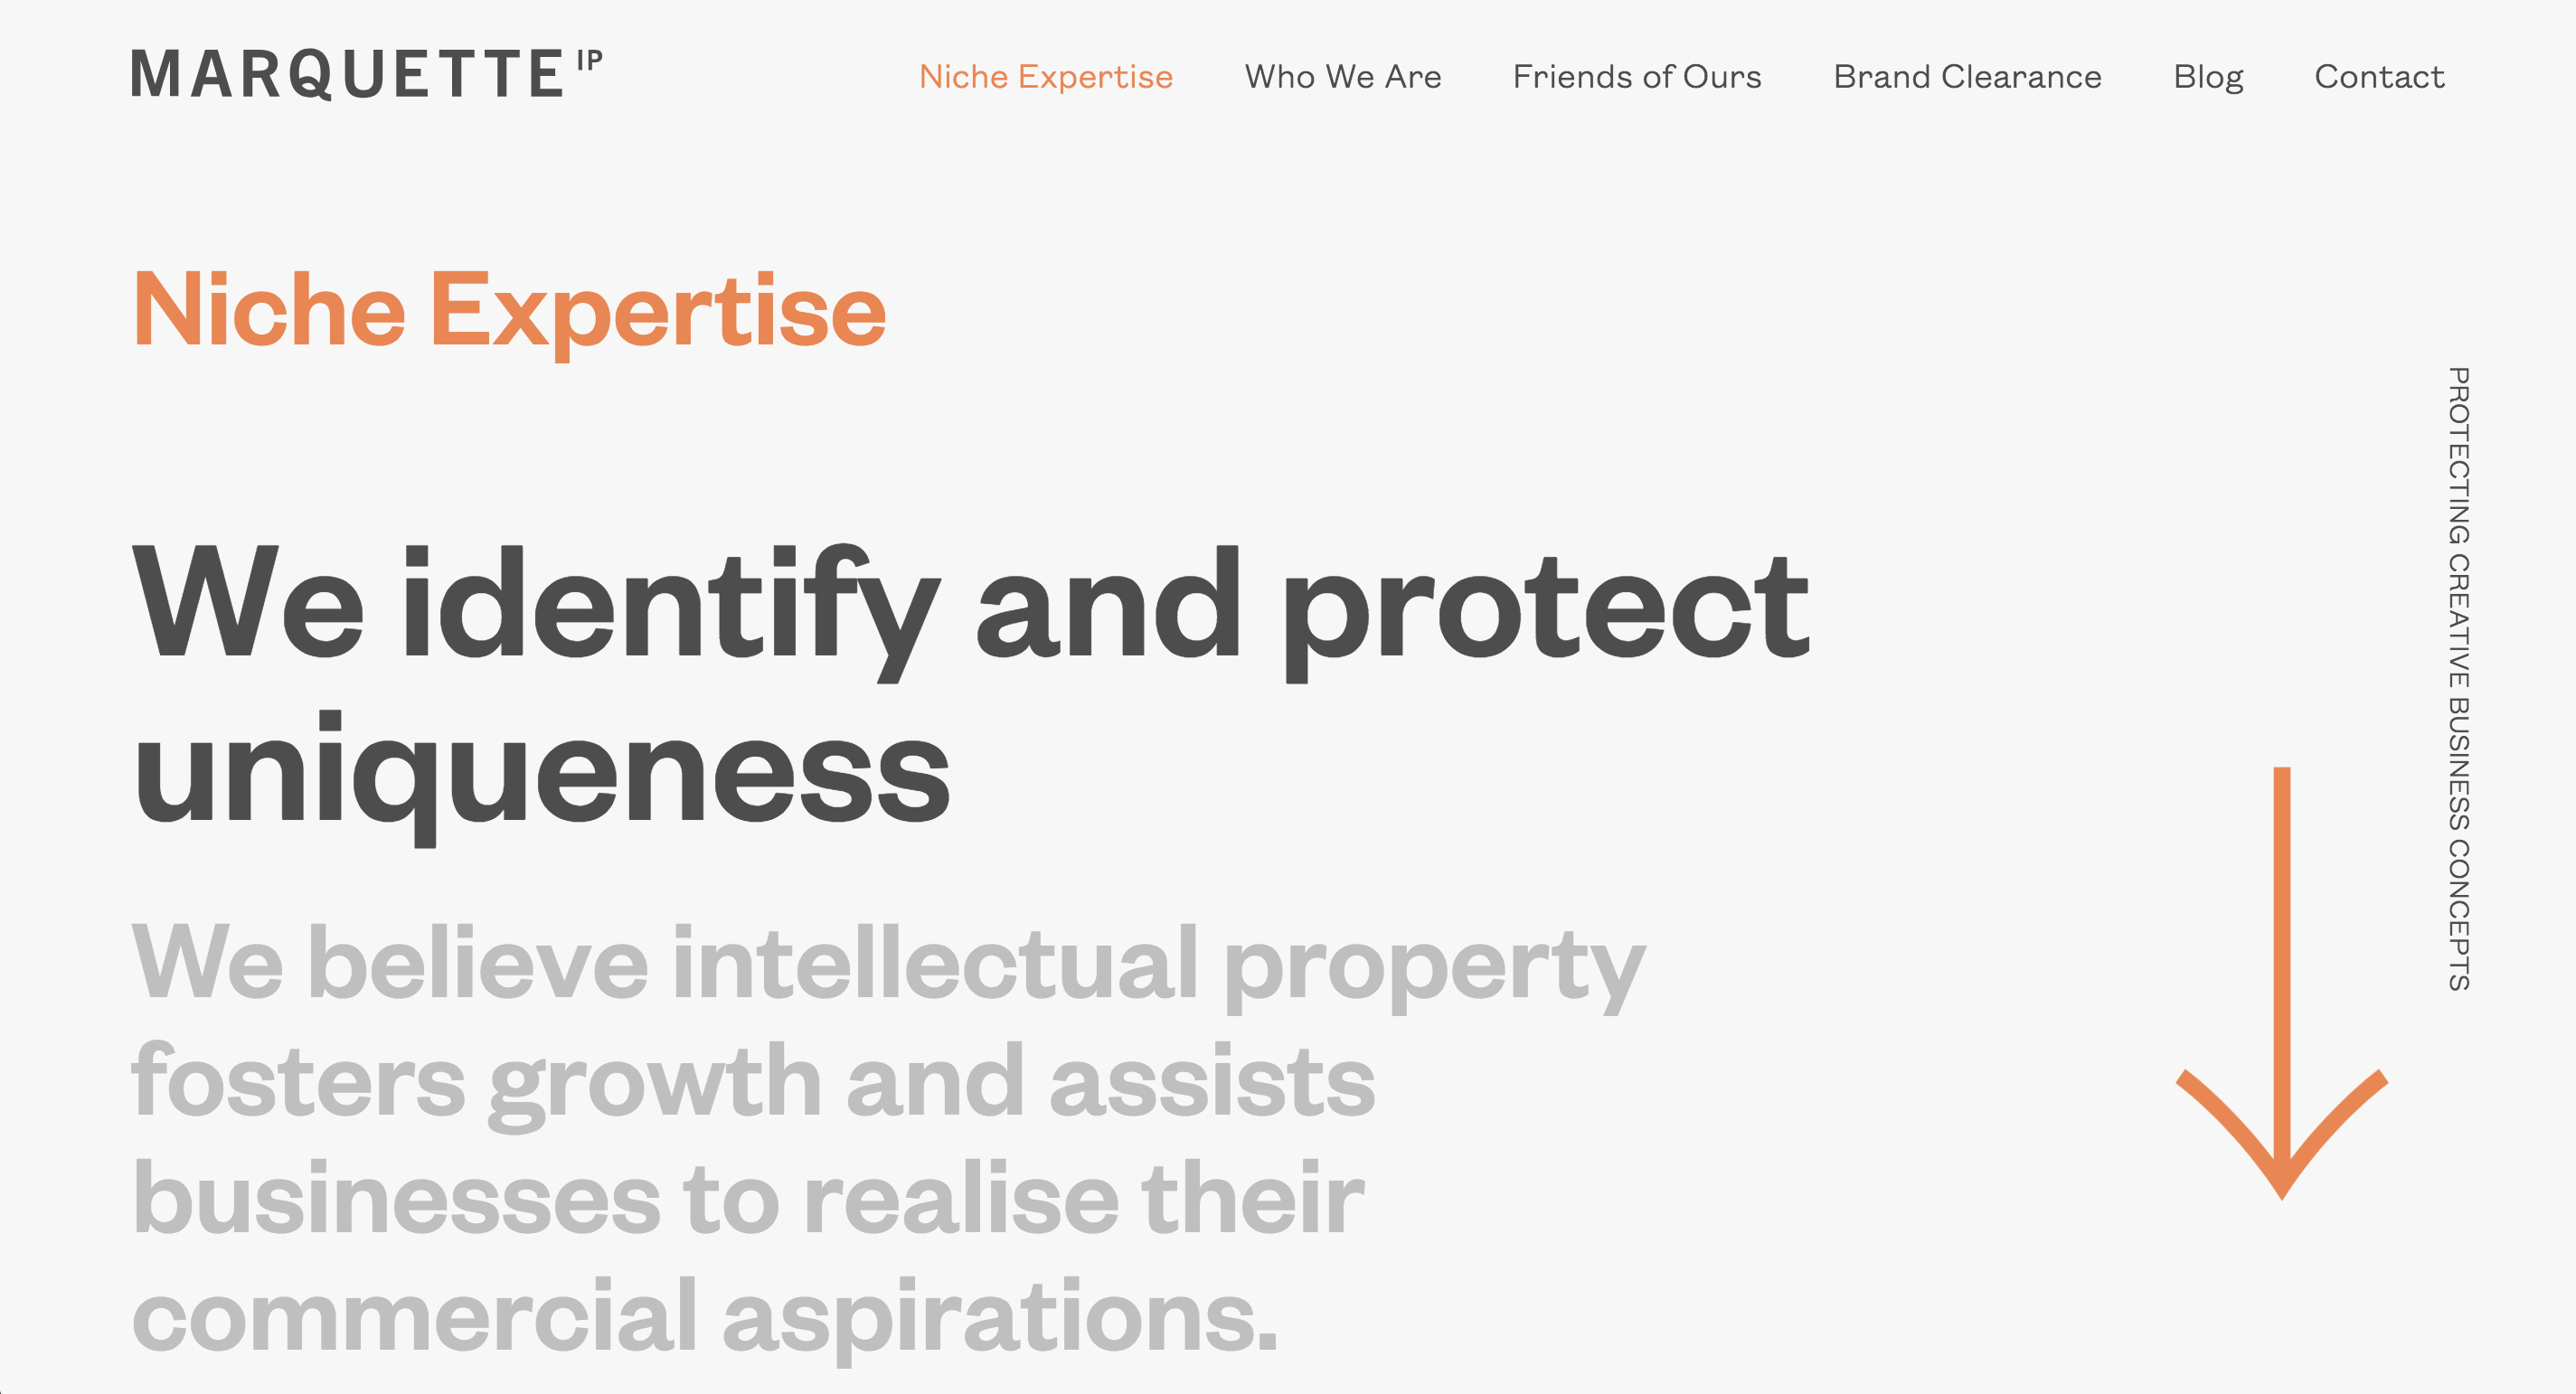 MARQUETTE IP
Niche Expertise
Who We Are
Friends of Ours
Brand Clearance
Blog
Contact
Niche Expertise
We identify and protect
uniqueness
We believe intellectual property
fosters growth and assists
businesses to realise their
commercial aspirations.
PROTECTING CREATIVE BUSINESS CONCEPTS